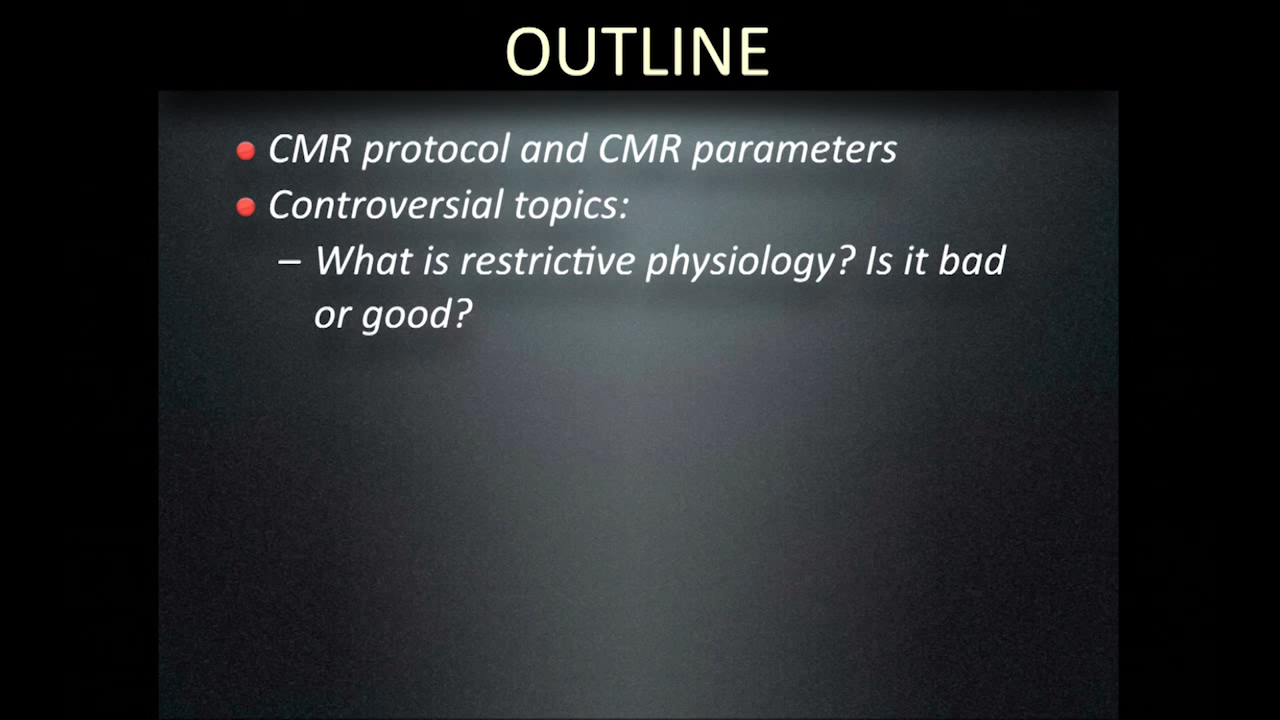 OUTLINE
CMR protocol and CMR parameters
Controversial topics:
– What is restrictive physiology? Is it bad
or good?